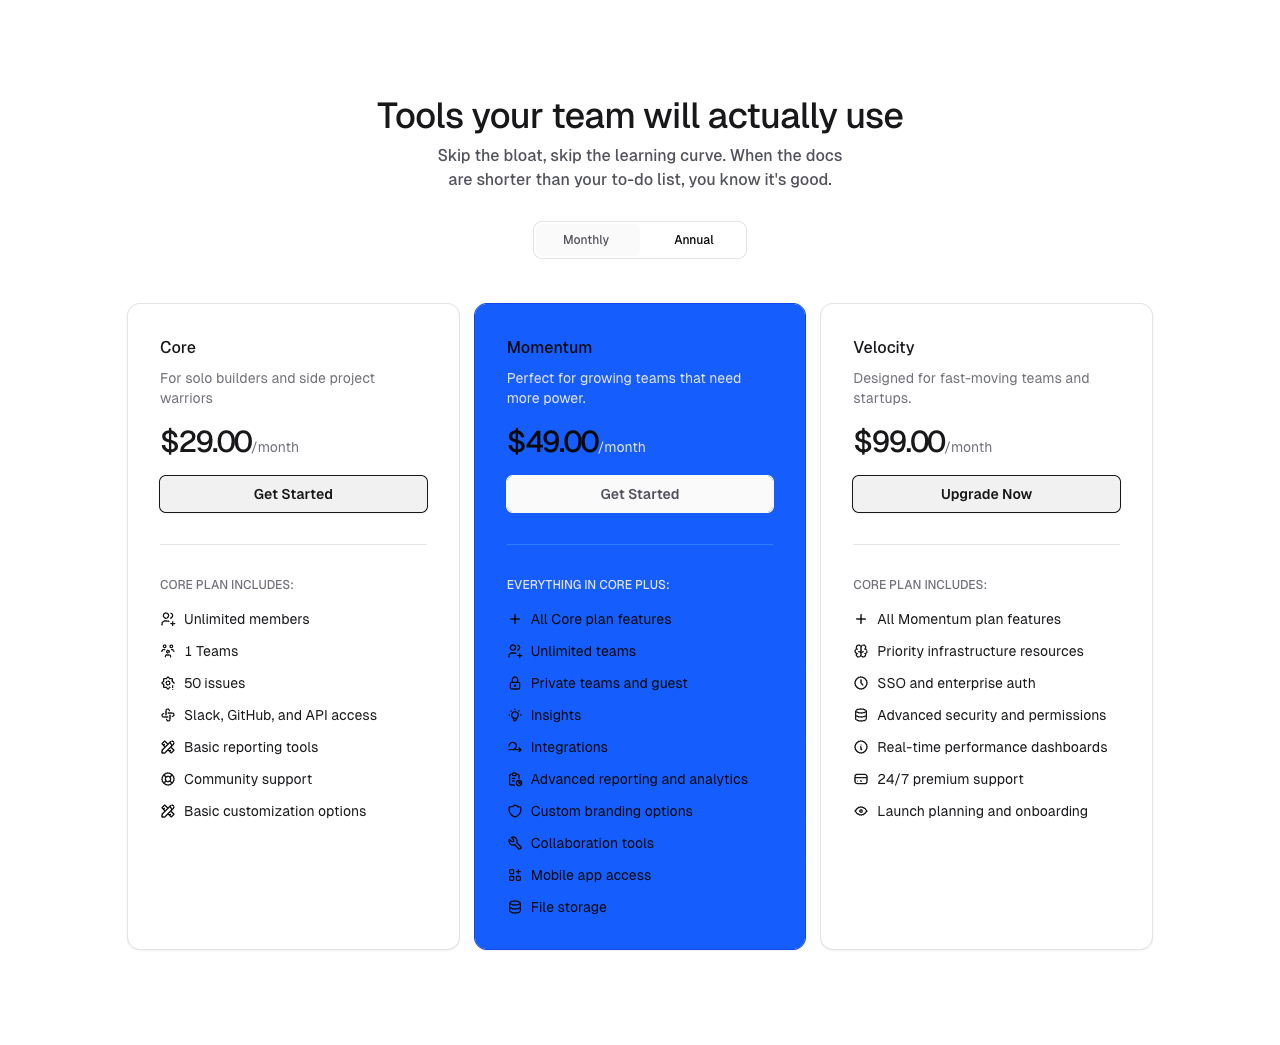 Tools your team will actually use
Skip the bloat, skip the learning curve. When the docs
are shorter than your to-do list, you know it's good.
Monthly
Annual
Core
For solo builders and side project
warriors
$29.00/month
Get Started
CORE PLAN INCLUDES:
Unlimited members
1 Teams
50 issues
Slack, GitHub, and API access
Basic reporting tools
Community support
Basic customization options
Momentum
Perfect for growing teams that need
more power.
$49.00/month
Get Started
EVERYTHING IN CORE PLUS:
All Core plan features
Unlimited teams
Private teams and guest
Insights
Integrations
Advanced reporting and analytics
Custom branding options
Collaboration tools
Mobile app access
File storage
Velocity
Designed for fast-moving teams and
startups.
$99.00/month
Upgrade Now
CORE PLAN INCLUDES:
All Momentum plan features
Priority infrastructure resources
SSO and enterprise auth
Advanced security and permissions
Real-time performance dashboards
24/7 premium support
Launch planning and onboarding